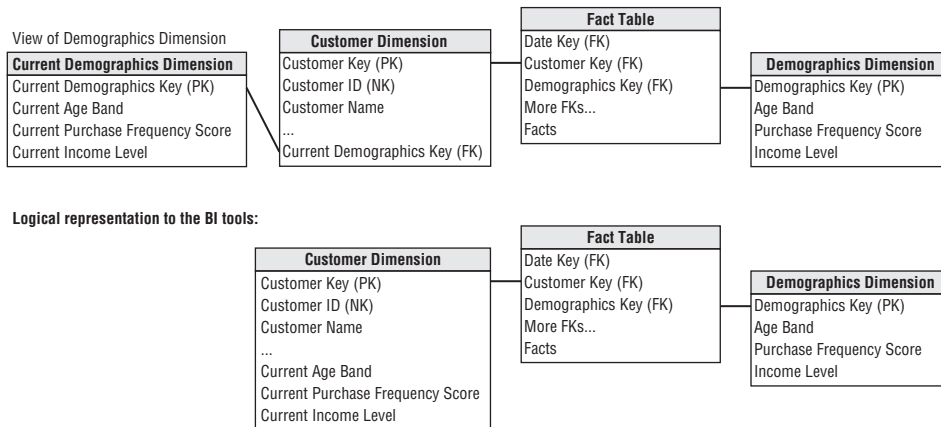 View of Demographics Dimension
Current Demographics Dimension
Current Demographics Key (PK)
Current Age Band
Current Purchase Frequency Score
Current Income Level
Customer Dimension
Customer Key (PK)
Customer ID (NK)
Customer Name
...
Current Demographics Key (FK)
Fact Table
Date Key (FK)
Customer Key (FK)
Demographics Key (FK)
More FKs...
Facts
Demographics Dimension
Demographics Key (PK)
Age Band
Purchase Frequency Score
Income Level
Logical representation to the BI tools:
Customer Dimension
Customer Key (PK)
Customer ID (NK)
Customer Name
...
Current Age Band
Current Purchase Frequency Score
Current Income Level
Fact Table
Date Key (FK)
Customer Key (FK)
Demographics Key (FK)
More FKs...
Facts
Demographics Dimension
Demographics Key (PK)
Age Band
Purchase Frequency Score
Income Level